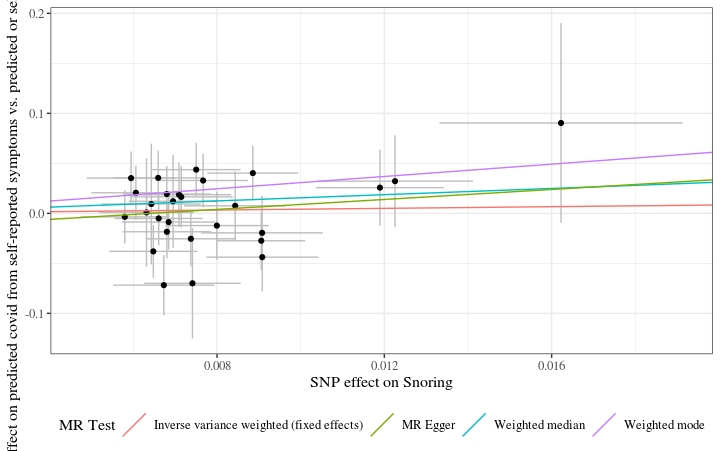 ffect on predicted covid from self-reported symptoms vs. predicted or se
0.2
0.1
0.0
-0.1
0.008
0.012
0.016
SNP effect on Snoring
MR Test
Inverse variance weighted (fixed effects)
MR Egger
Weighted median
Weighted mode